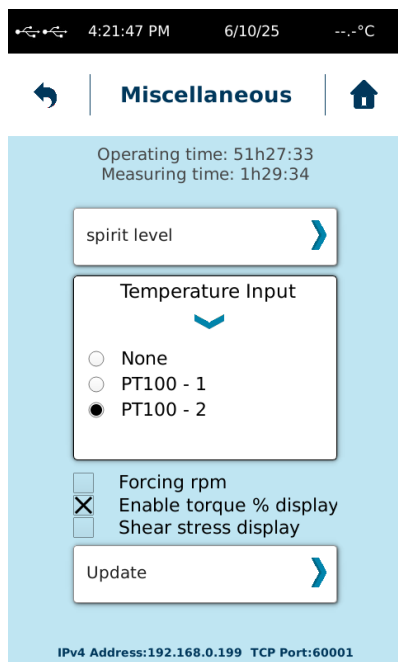 4:21:47 PM 6/10/25 --.-°C
Miscellaneous
Operating time: 51h27:33
Measuring time: 1h29:34
spirit level
Temperature Input
None
PT100 - 1
PT100 - 2
Forcing rpm
Enable torque % display
Shear stress display
Update
IPv4 Address:192.168.0.199 TCP Port:60001